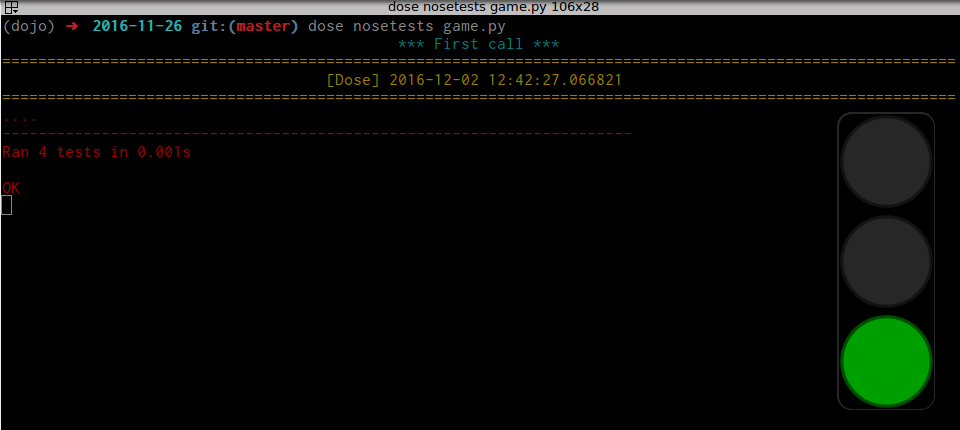 dose nosetests game.py 106x28
(dojo) ➜ 2016-11-26 git:(master) dose nosetests game.py
*** First call ***
==========================================================================================================
[Dose] 2016-12-02 12:42:27.066821
==========================================================================================================
....
----------------------------------------------------------------------
Ran 4 tests in 0.001s
OK